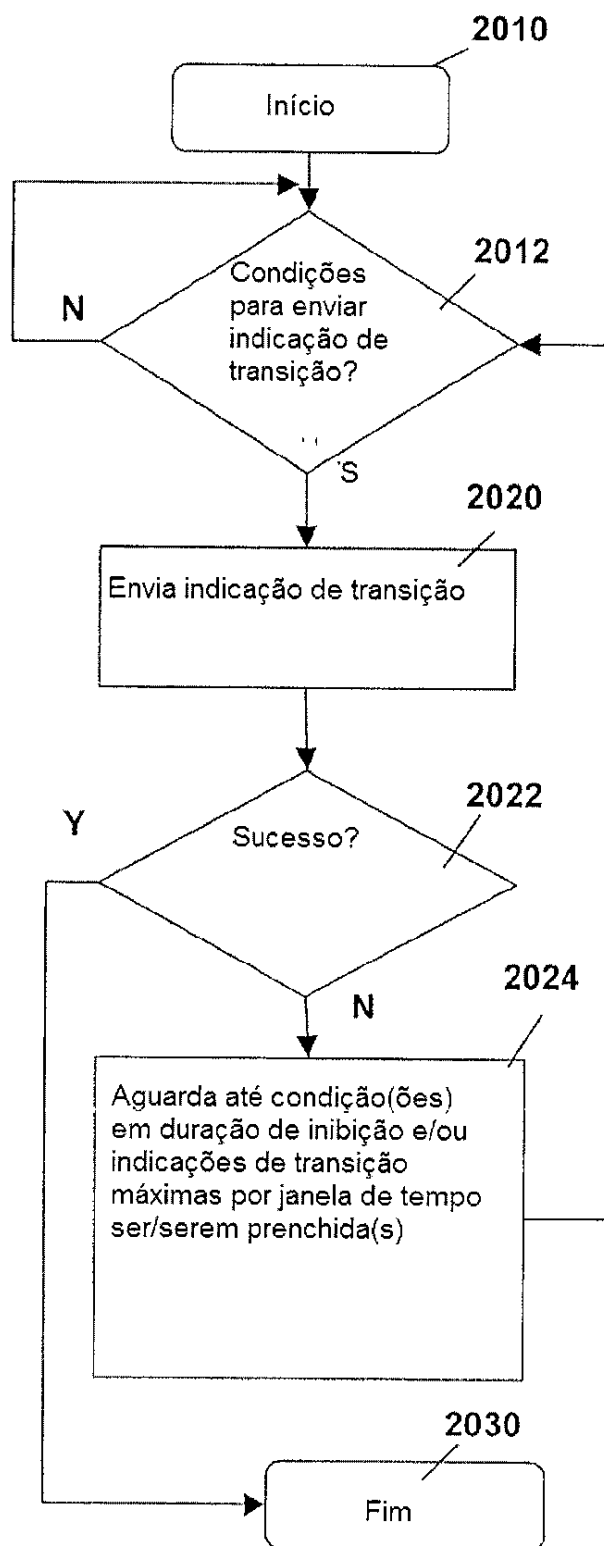 2010
Início
2012
Condições
para enviar
indicação de
transição?
N
S
2020
Envia indicação de transição
2022
Y
Sucesso?
N
2024
Aguarda até condição(ões)
em duração de inibição e/ou
indicações de transição
máximas por janela de tempo
ser/serem prenchida(s)
2030
Fim